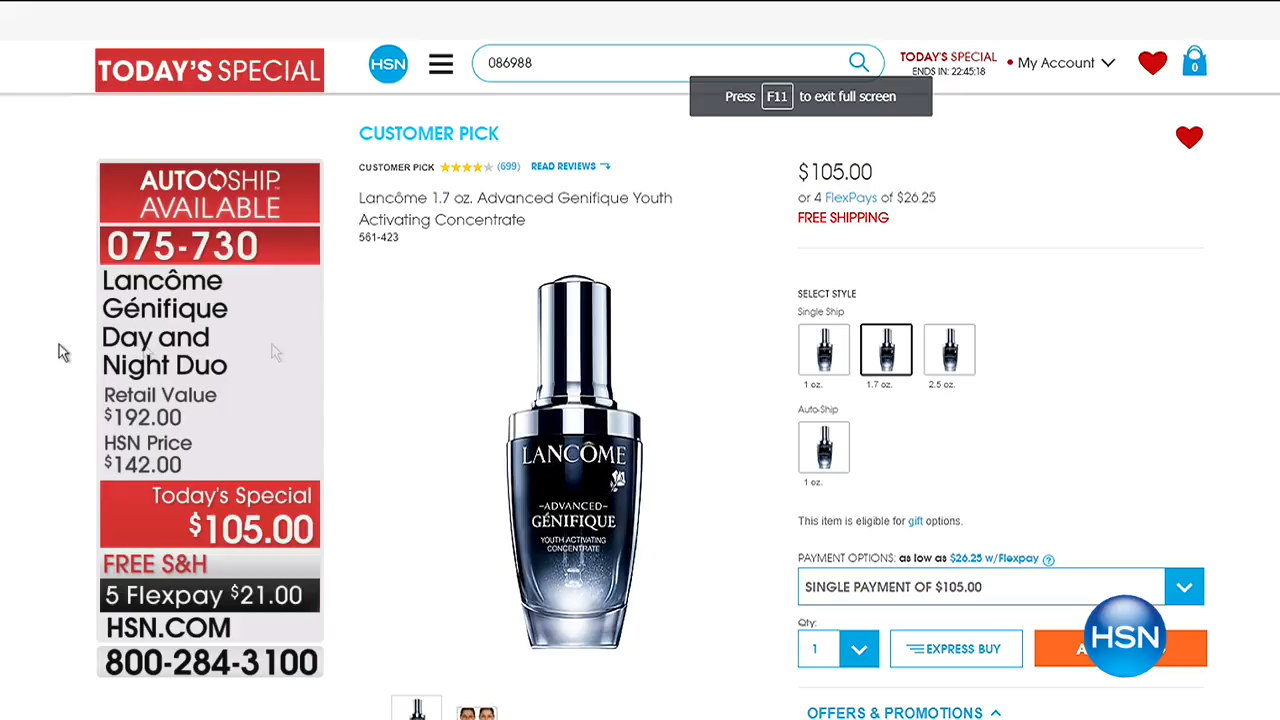 TODAY'S SPECIAL
HSN
086988
TODAY'S SPECIAL
ENDS IN: 22:45:18
My Account
0
Press F11 to exit full screen
AUTOSHIP
AVAILABLE
075-730
Lancôme
Génifique
Day and
Night Duo
Retail Value
$192.00
HSN Price
$142.00
Today's Special
$105.00
FREE S&H
5 Flexpay $21.00
HSN.COM
800-284-3100
CUSTOMER PICK
CUSTOMER PICK (699) READ REVIEWS
Lancôme 1.7 oz. Advanced Genifique Youth
Activating Concentrate
561-423
LANCÔME
-ADVANCED-
GÉNIFIQUE
YOUTH ACTIVATING
CONCENTRATE
$105.00
or 4 FlexPays of $26.25
FREE SHIPPING
SELECT STYLE
Single Ship
1 oz. 1.7 oz. 2.5 oz.
Auto-Ship
1 oz.
This item is eligible for gift options.
PAYMENT OPTIONS: as low as $26.25 w/Flexpay ?
SINGLE PAYMENT OF $105.00
Qty:
1
EXPRESS BUY
HSN
OFFERS & PROMOTIONS